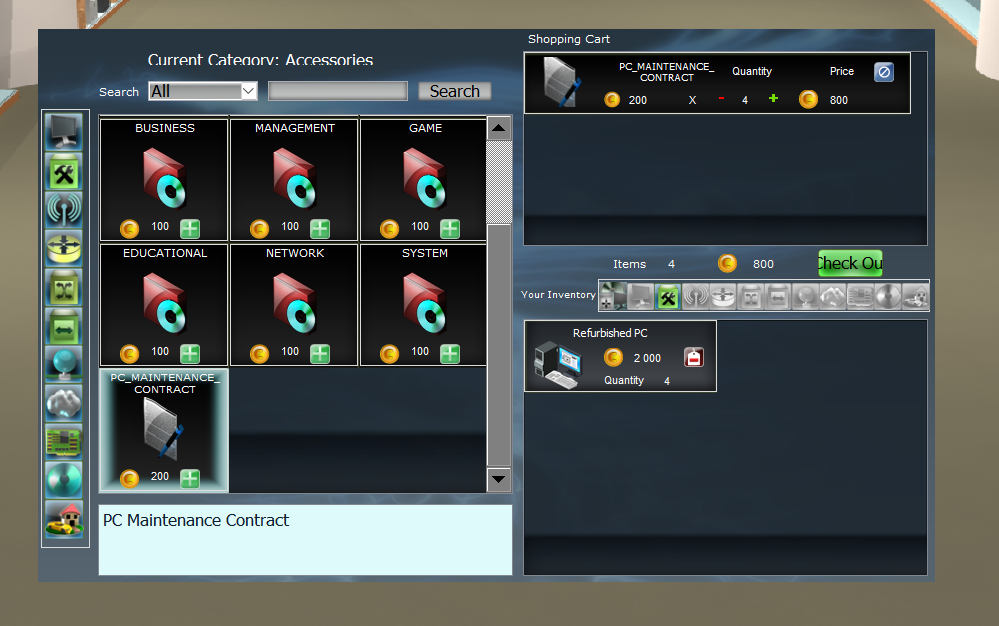 Current Category: Accessories
Search All Search
BUSINESS MANAGEMENT GAME
100 100 100
EDUCATIONAL NETWORK SYSTEM
100 100 100
PC_MAINTENANCE_
CONTRACT
200
PC Maintenance Contract
Shopping Cart
PC_MAINTENANCE_
CONTRACT
Quantity Price
200 X - 4 + 800
Items 4 800 Check Ou
Your Inventory
Refurbished PC
2 000
Quantity 4